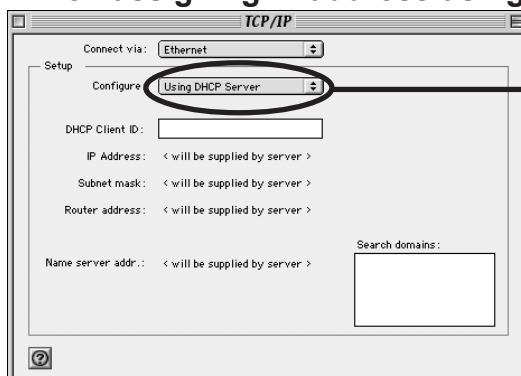 TCP/IP
Connect via: Ethernet
Setup
Configure Using DHCP Server
DHCP Client ID:
IP Address: < will be supplied by server >
Subnet mask: < will be supplied by server >
Router address: < will be supplied by server >
Search domains:
Name server addr.: < will be supplied by server >
?